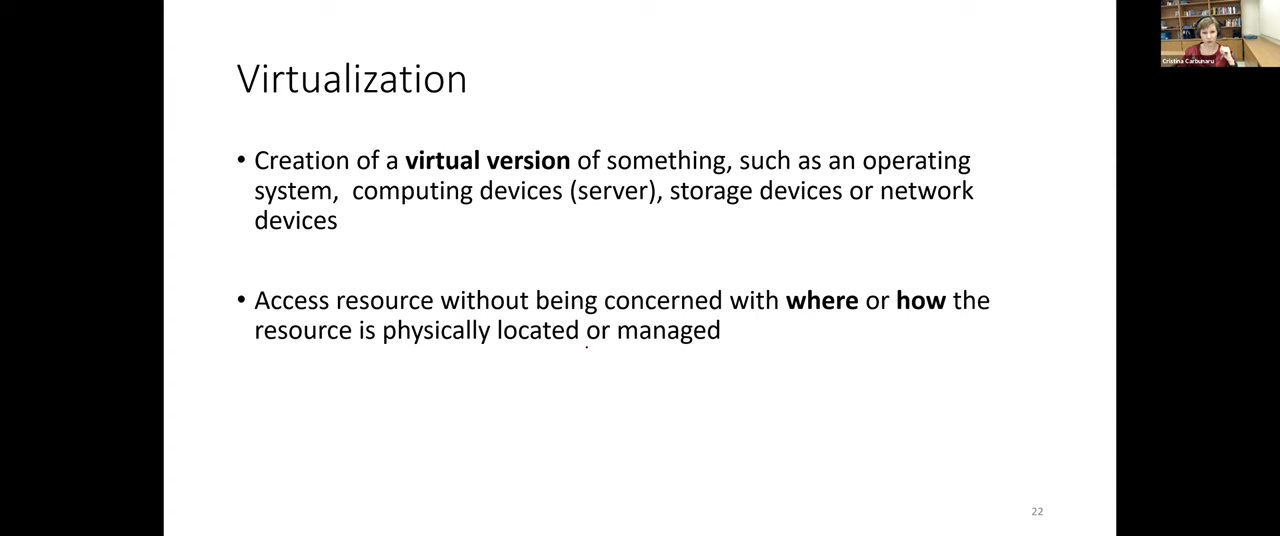 Virtualization
• Creation of a virtual version of something, such as an operating
system, computing devices (server), storage devices or network
devices
• Access resource without being concerned with where or how the
resource is physically located or managed
22
Cristina Carbunaru